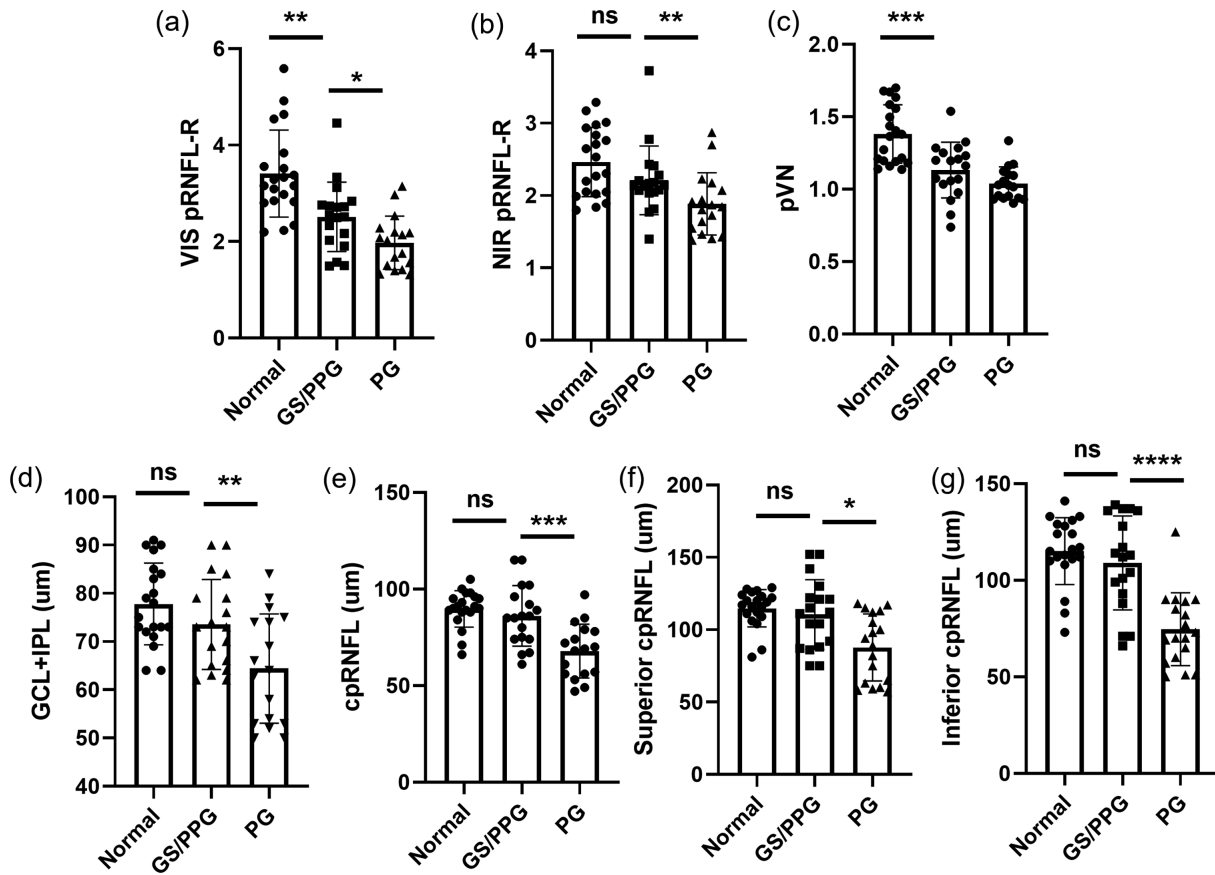 (a)
**
*
VIS pRNFL-R
6
4
2
0
Normal
GS/PPG
PG
(b)
ns
**
NIR pRNFL-R
4
3
2
1
0
Normal
GS/PPG
PG
(c)
***
pVN
2.0
1.5
1.0
0.5
0.0
Normal
GS/PPG
PG
(d)
ns
**
GCL+IPL (um)
100
90
80
70
60
50
40
Normal
GS/PPG
PG
(e)
ns
***
cpRNFL (um)
150
100
50
0
Normal
GS/PPG
PG
(f)
ns
*
Superior cpRNFL (um)
200
150
100
50
0
Normal
GS/PPG
PG
(g)
ns
****
Inferior cpRNFL (um)
150
100
50
0
Normal
GS/PPG
PG